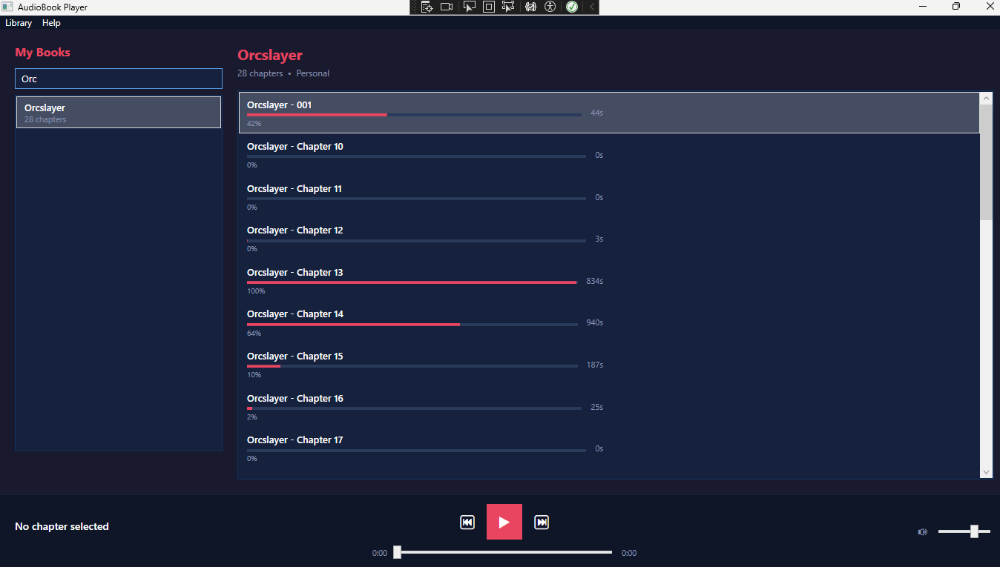 AudioBook Player
Library Help
My Books
Orc
Orcslayer
28 chapters
Orcslayer
28 chapters • Personal
Orcslayer - 001
44s
42%
Orcslayer - Chapter 10
0s
0%
Orcslayer - Chapter 11
0s
0%
Orcslayer - Chapter 12
3s
0%
Orcslayer - Chapter 13
834s
100%
Orcslayer - Chapter 14
940s
64%
Orcslayer - Chapter 15
187s
10%
Orcslayer - Chapter 16
25s
2%
Orcslayer - Chapter 17
0s
0%
No chapter selected
0:00 0:00